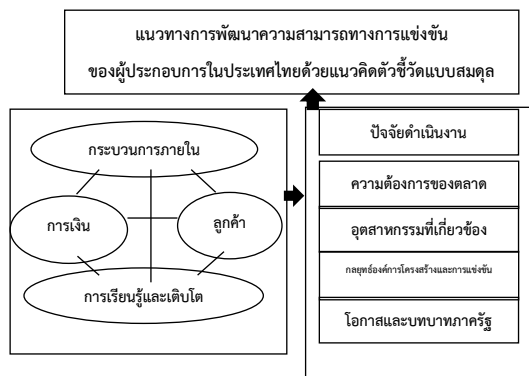 แนวทางการพัฒนาความสามารถทางการแข่งขัน
ของผู้ประกอบการในประเทศไทยด้วยแนวคิดตัวชี้วัดแบบสมดุล
กระบวนการภายใน
การเงิน
ลูกค้า
การเรียนรู้และเติบโต
ปัจจัยดำเนินงาน
ความต้องการของตลาด
อุตสาหกรรมที่เกี่ยวข้อง
กลยุทธ์องค์การโครงสร้างและการแข่งขัน
โอกาสและบทบาทภาครัฐ